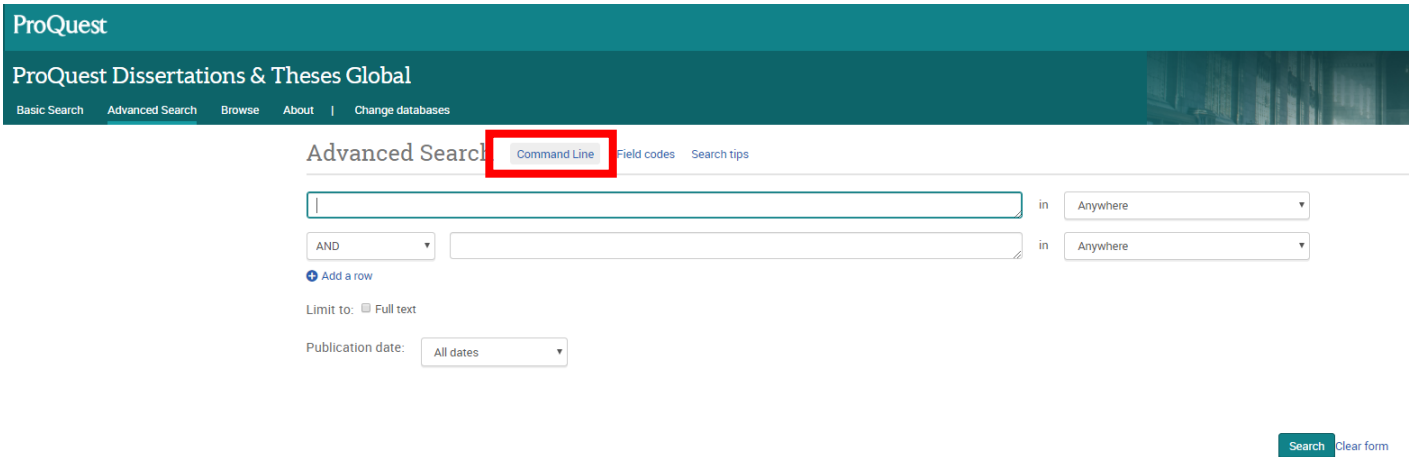 ProQuest
ProQuest Dissertations & Theses Global
Basic Search Advanced Search Browse About | Change databases
Advanced Search Command Line Field codes Search tips
in Anywhere
AND in Anywhere
Add a row
Limit to: Full text
Publication date: All dates
Search Clear form